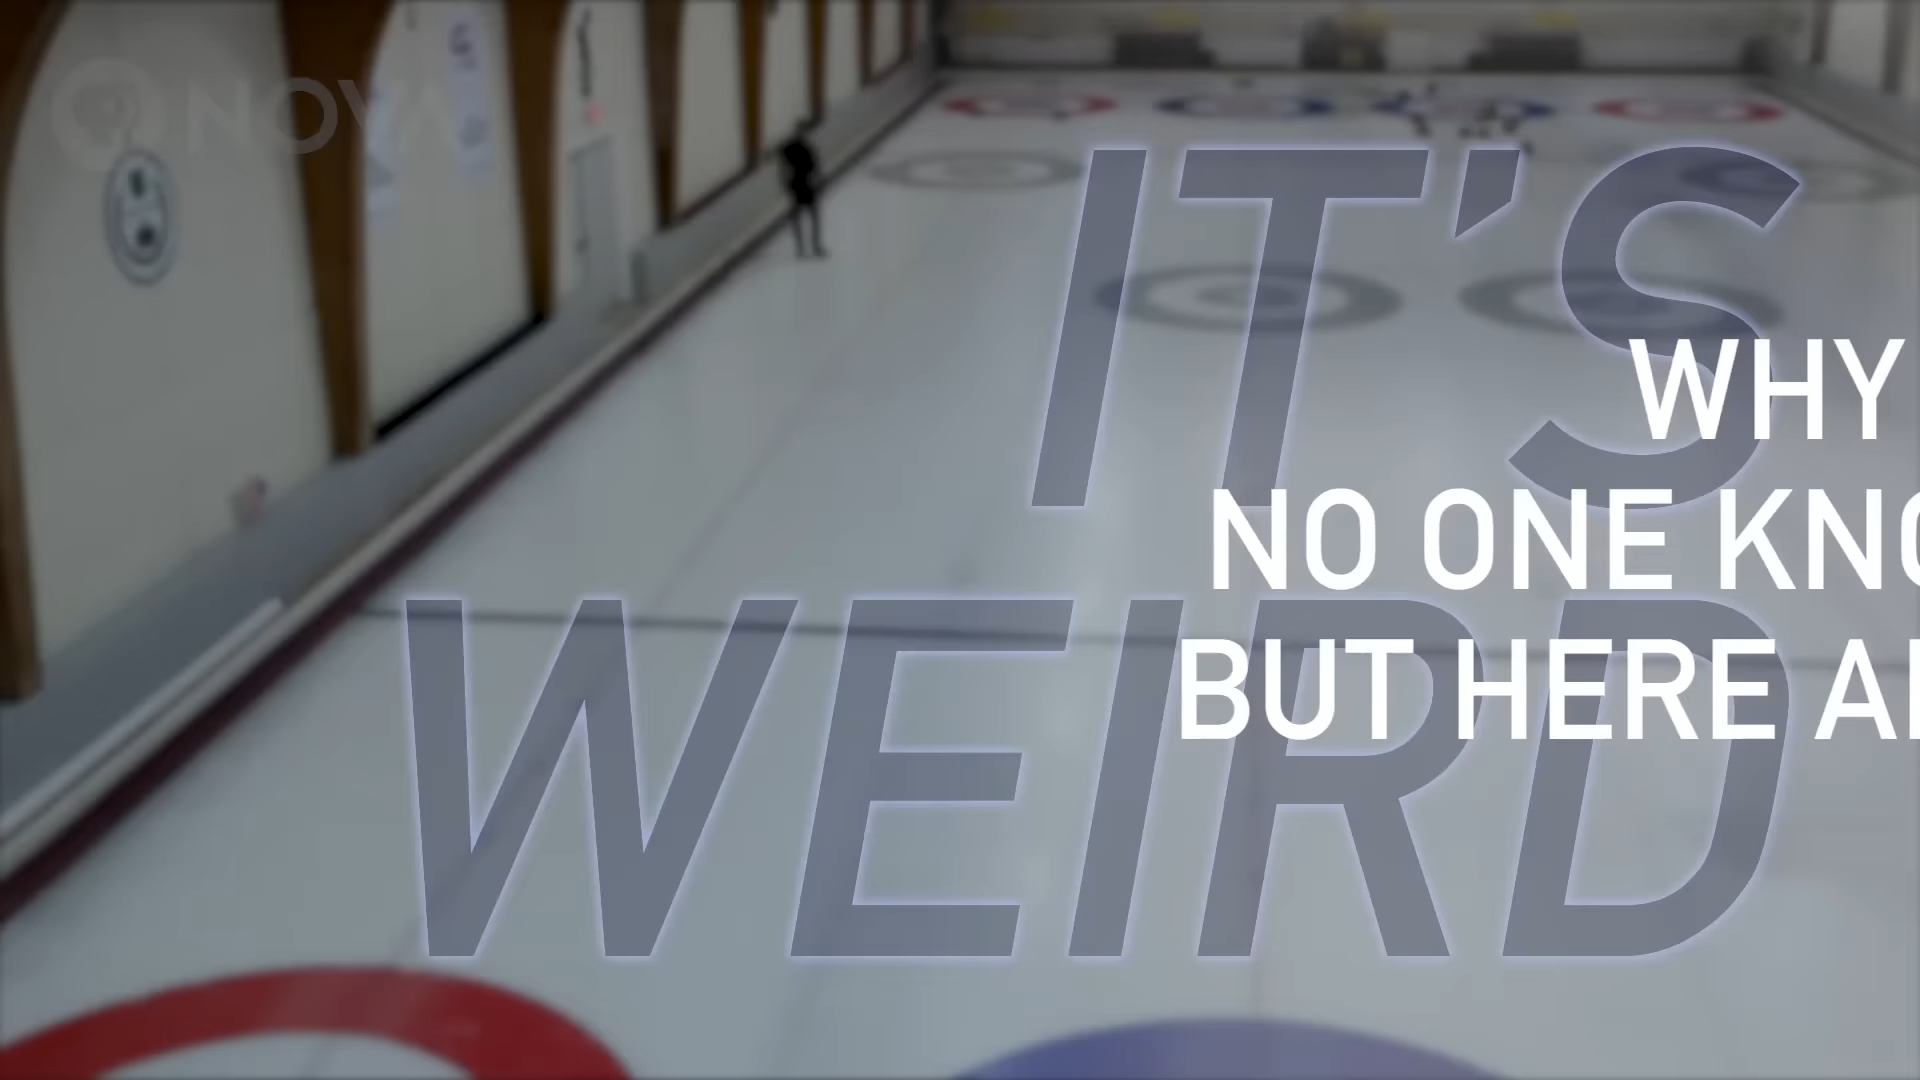 NOVA
IT'S
WEIRD
WHY
NO ONE KNO
BUT HERE A